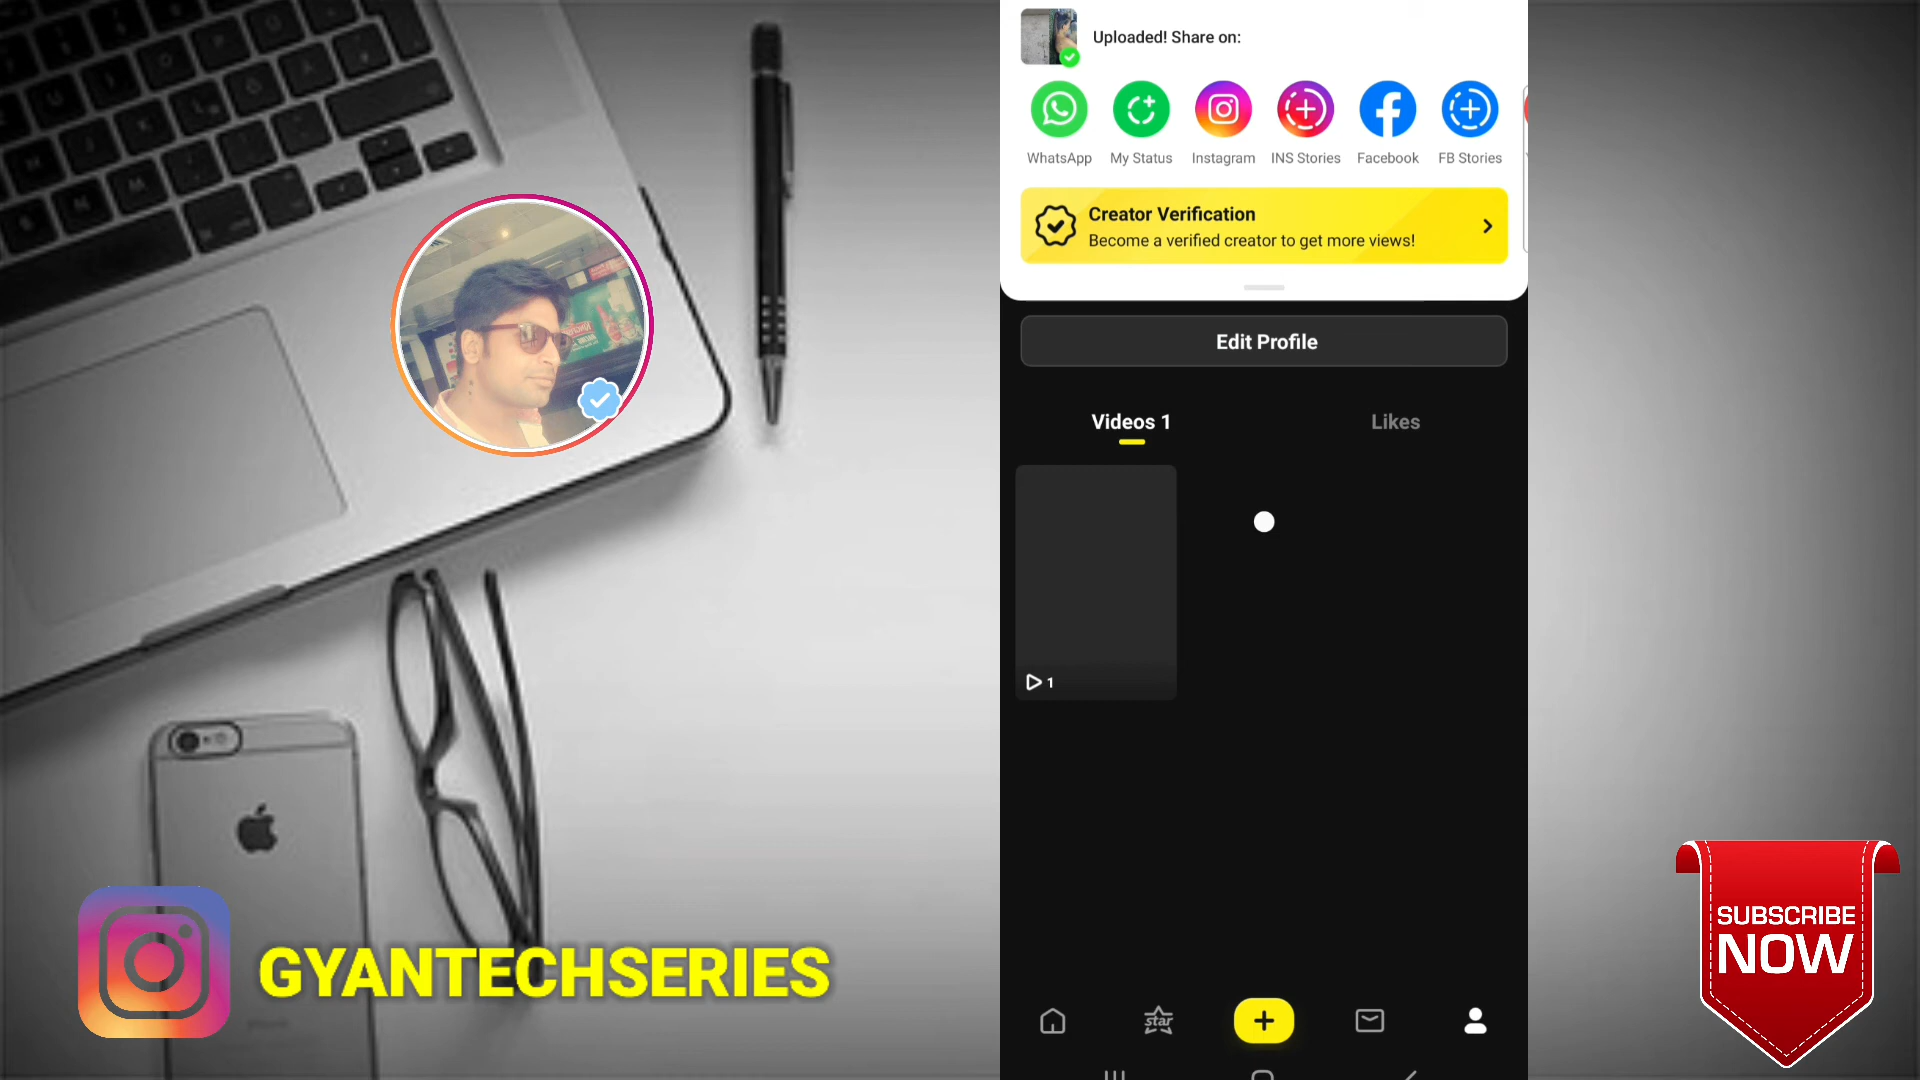 Uploaded! Share on:
WhatsApp My Status Instagram INS Stories Facebook FB Stories
Creator Verification
Become a verified creator to get more views!
Edit Profile
Videos 1 Likes
1
star
GYANTECHSERIES
SUBSCRIBE
NOW